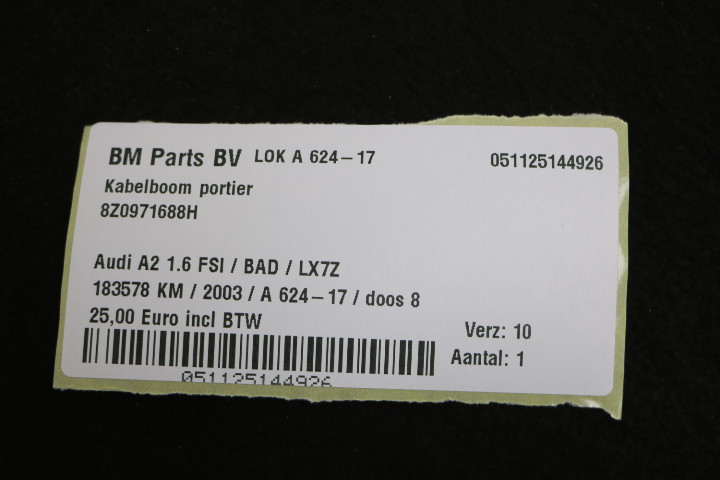 BM Parts BV LOK A 624-17 051125144926
Kabelboom portier
8Z0971688H
Audi A2 1.6 FSI / BAD / LX7Z
183578 KM / 2003 / A 624-17 / doos 8
25,00 Euro incl BTW
Verz: 10
Aantal: 1
051125144926